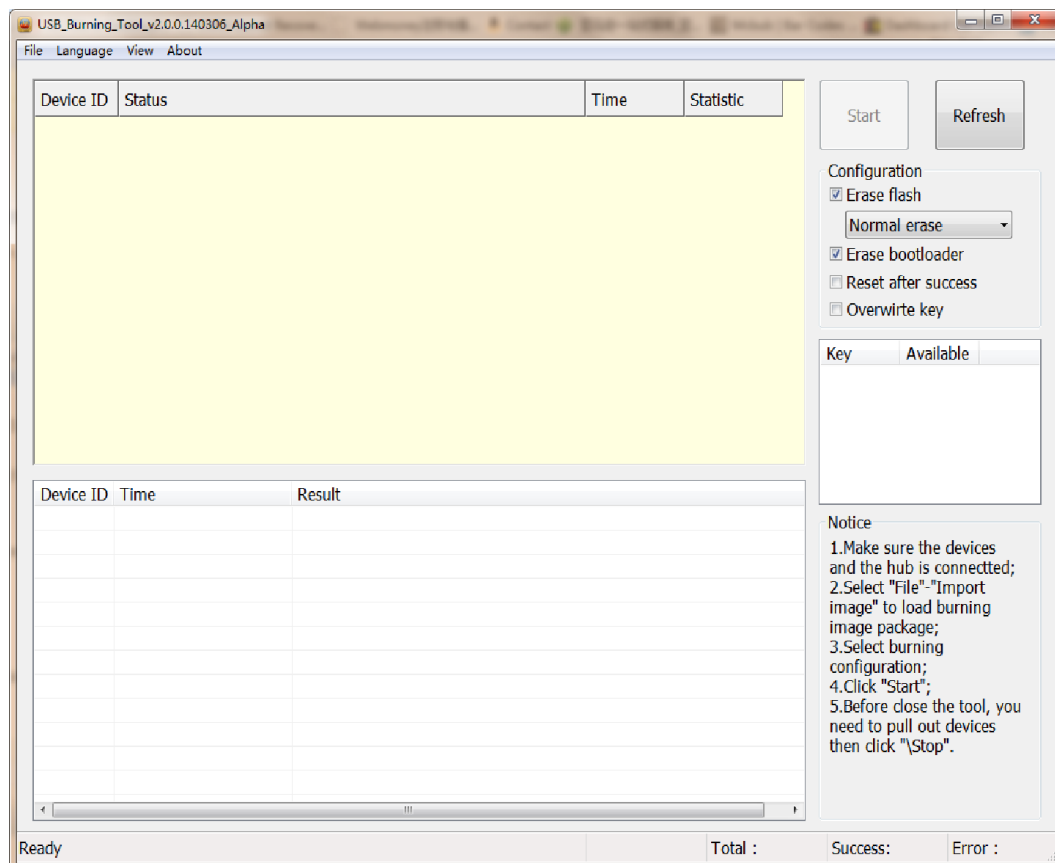 USB_Burning_Tool_v2.0.0.140306_Alpha
File Language View About
Device ID Status Time Statistic
Start Refresh
Configuration
Erase flash
Normal erase
Erase bootloader
Reset after success
Overwirte key
Key Available
Device ID Time Result
Notice
1.Make sure the devices
and the hub is connectted;
2.Select "File"-"Import
image" to load burning
image package;
3.Select burning
configuration;
4.Click "Start";
5.Before close the tool, you
need to pull out devices
then click "\Stop".
Ready Total : Success: Error :